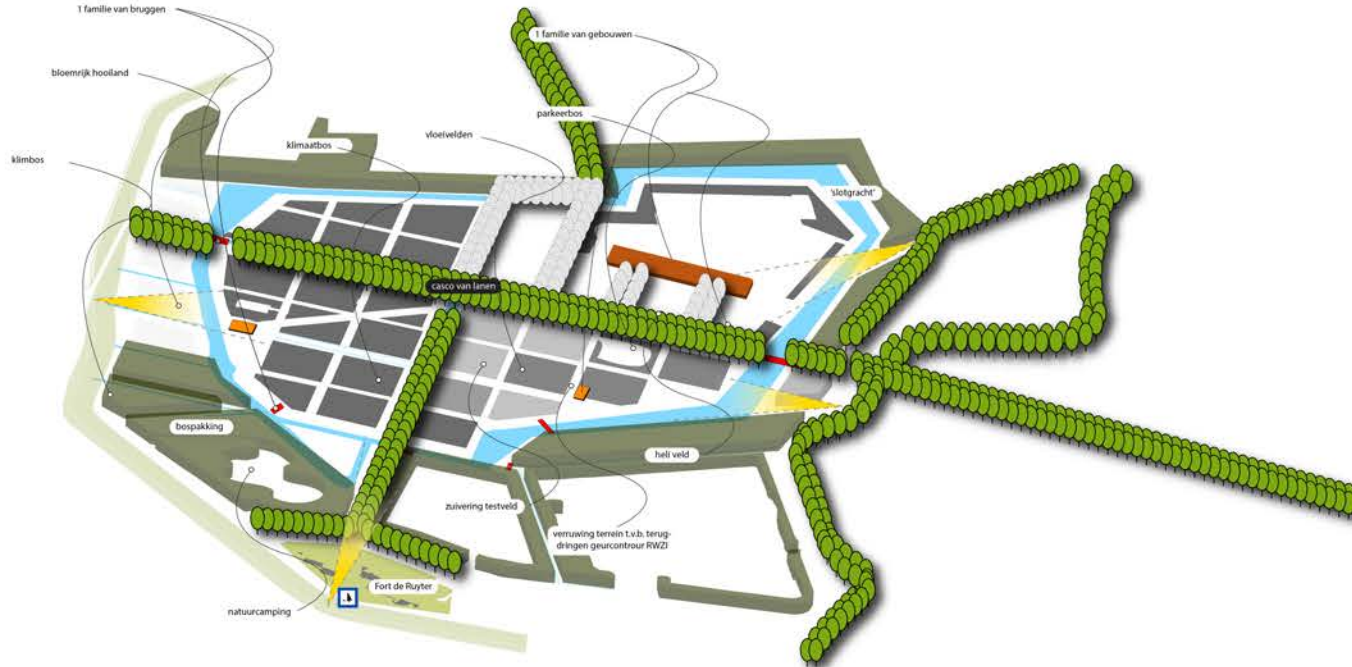 1 familie van bruggen
1 familie van gebouwen
bloemrijk hooiland
parkeerbos
vloeivelden
klimaatbos
klimbos
'slotgracht'
casco van lanen
bospakking
heli veld
zuivering testveld
verruwing terrein t.v.b. terug-
dringen geurcontrour RWZI
Fort de Ruyter
natuurcamping